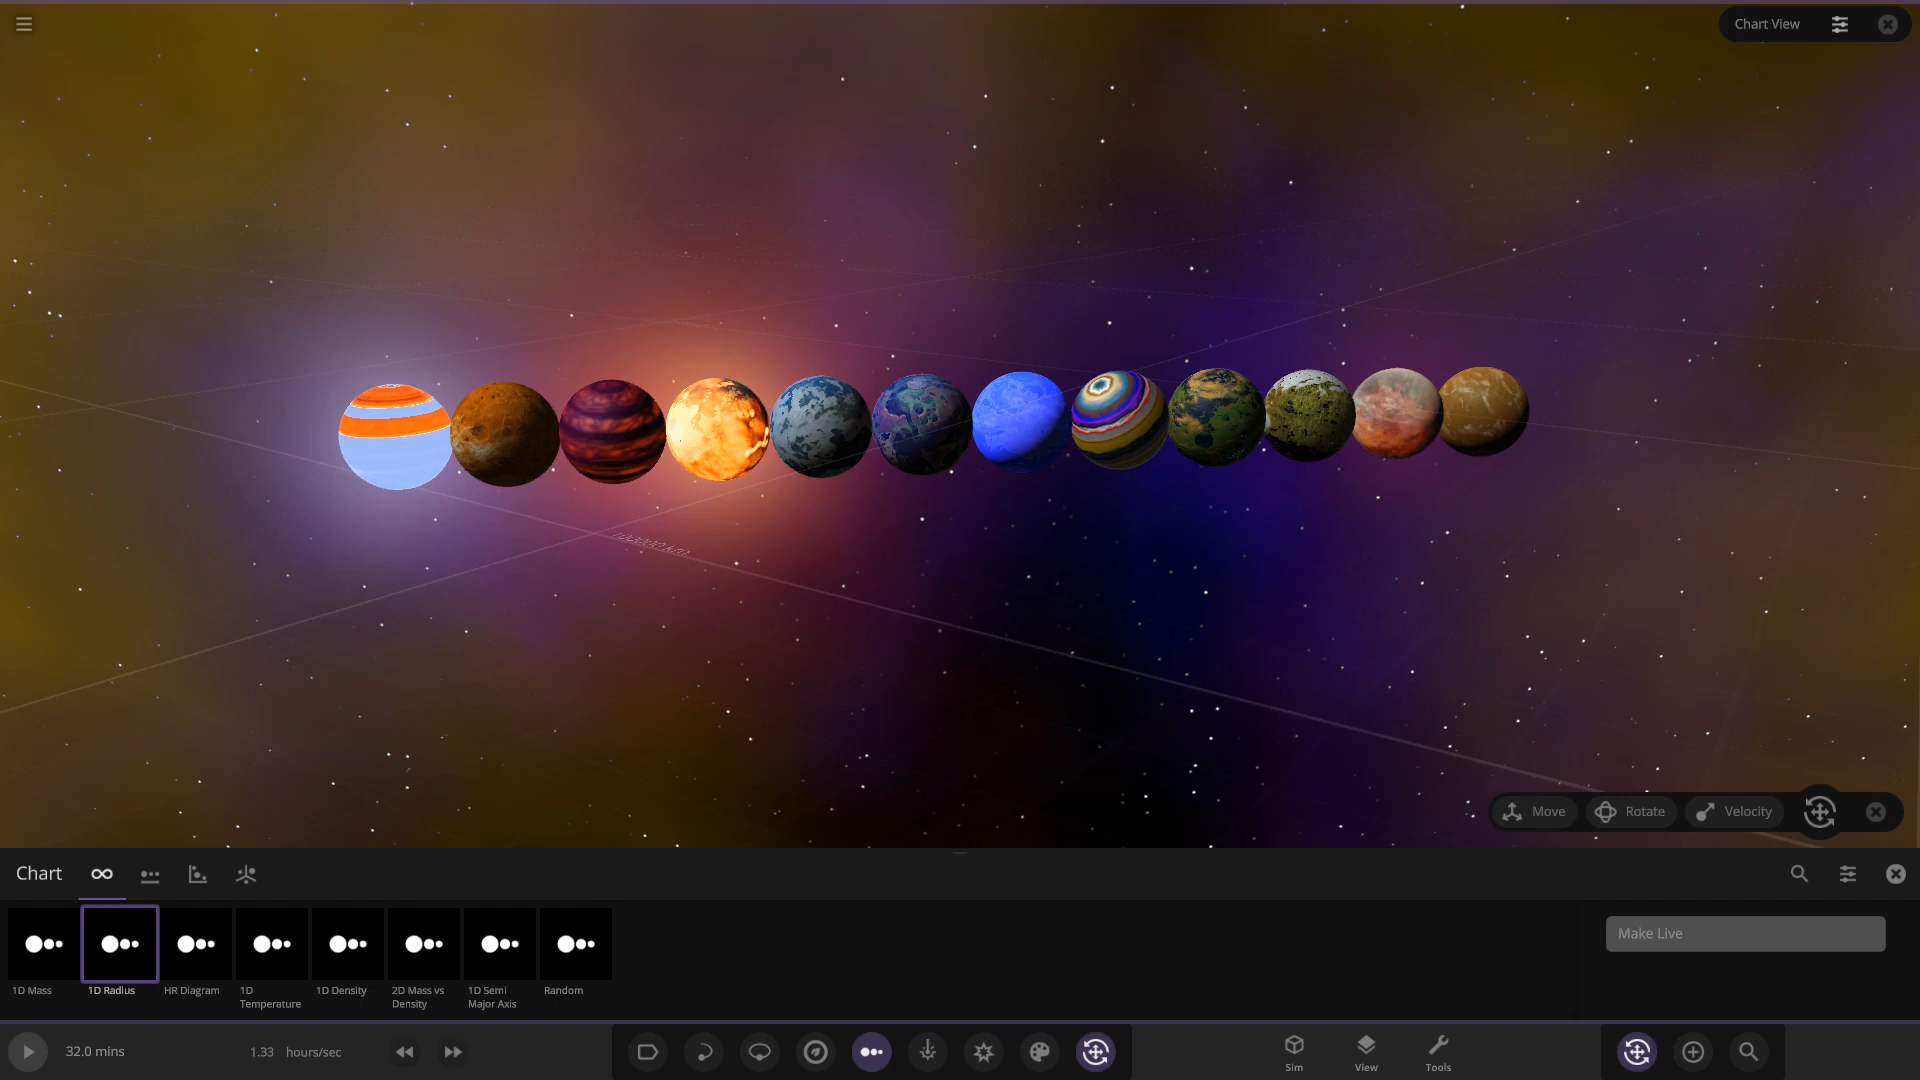 Chart View
Move
Rotate
Velocity
Chart
1D Mass
1D Radius
HR Diagram
1D
Temperature
1D Density
2D Mass vs
Density
1D Semi
Major Axis
Random
Make Live
32.0 mins
1.33 hours/sec
Sim
View
Tools